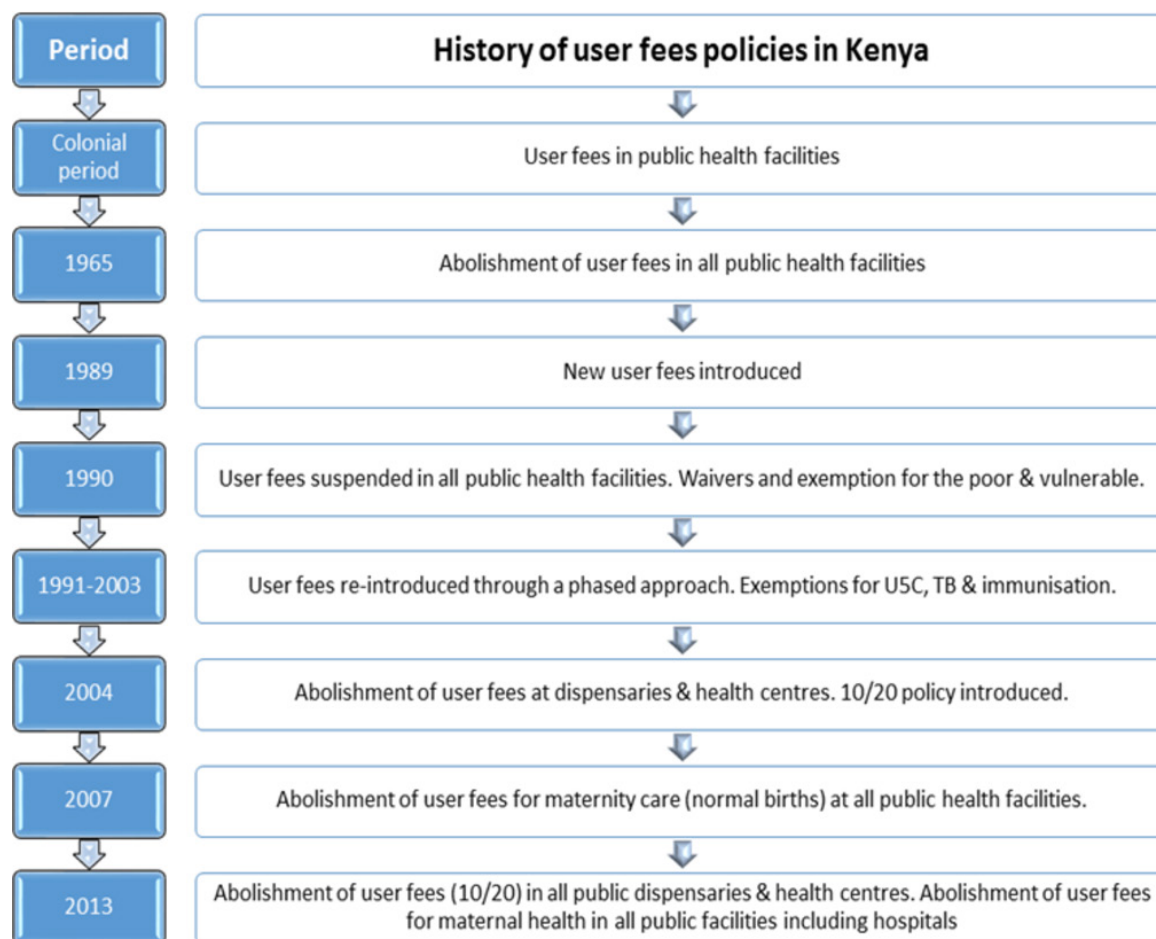 Period
History of user fees policies in Kenya
Colonial
period
User fees in public health facilities
1965
Abolishment of user fees in all public health facilities
1989
New user fees introduced
1990
User fees suspended in all public health facilities. Waivers and exemption for the poor & vulnerable.
1991-2003
User fees re-introduced through a phased approach. Exemptions for U5C, TB & immunisation.
2004
Abolishment of user fees at dispensaries & health centres. 10/20 policy introduced.
2007
Abolishment of user fees for maternity care (normal births) at all public health facilities.
2013
Abolishment of user fees (10/20) in all public dispensaries & health centres. Abolishment of user fees
for maternal health in all public facilities including hospitals